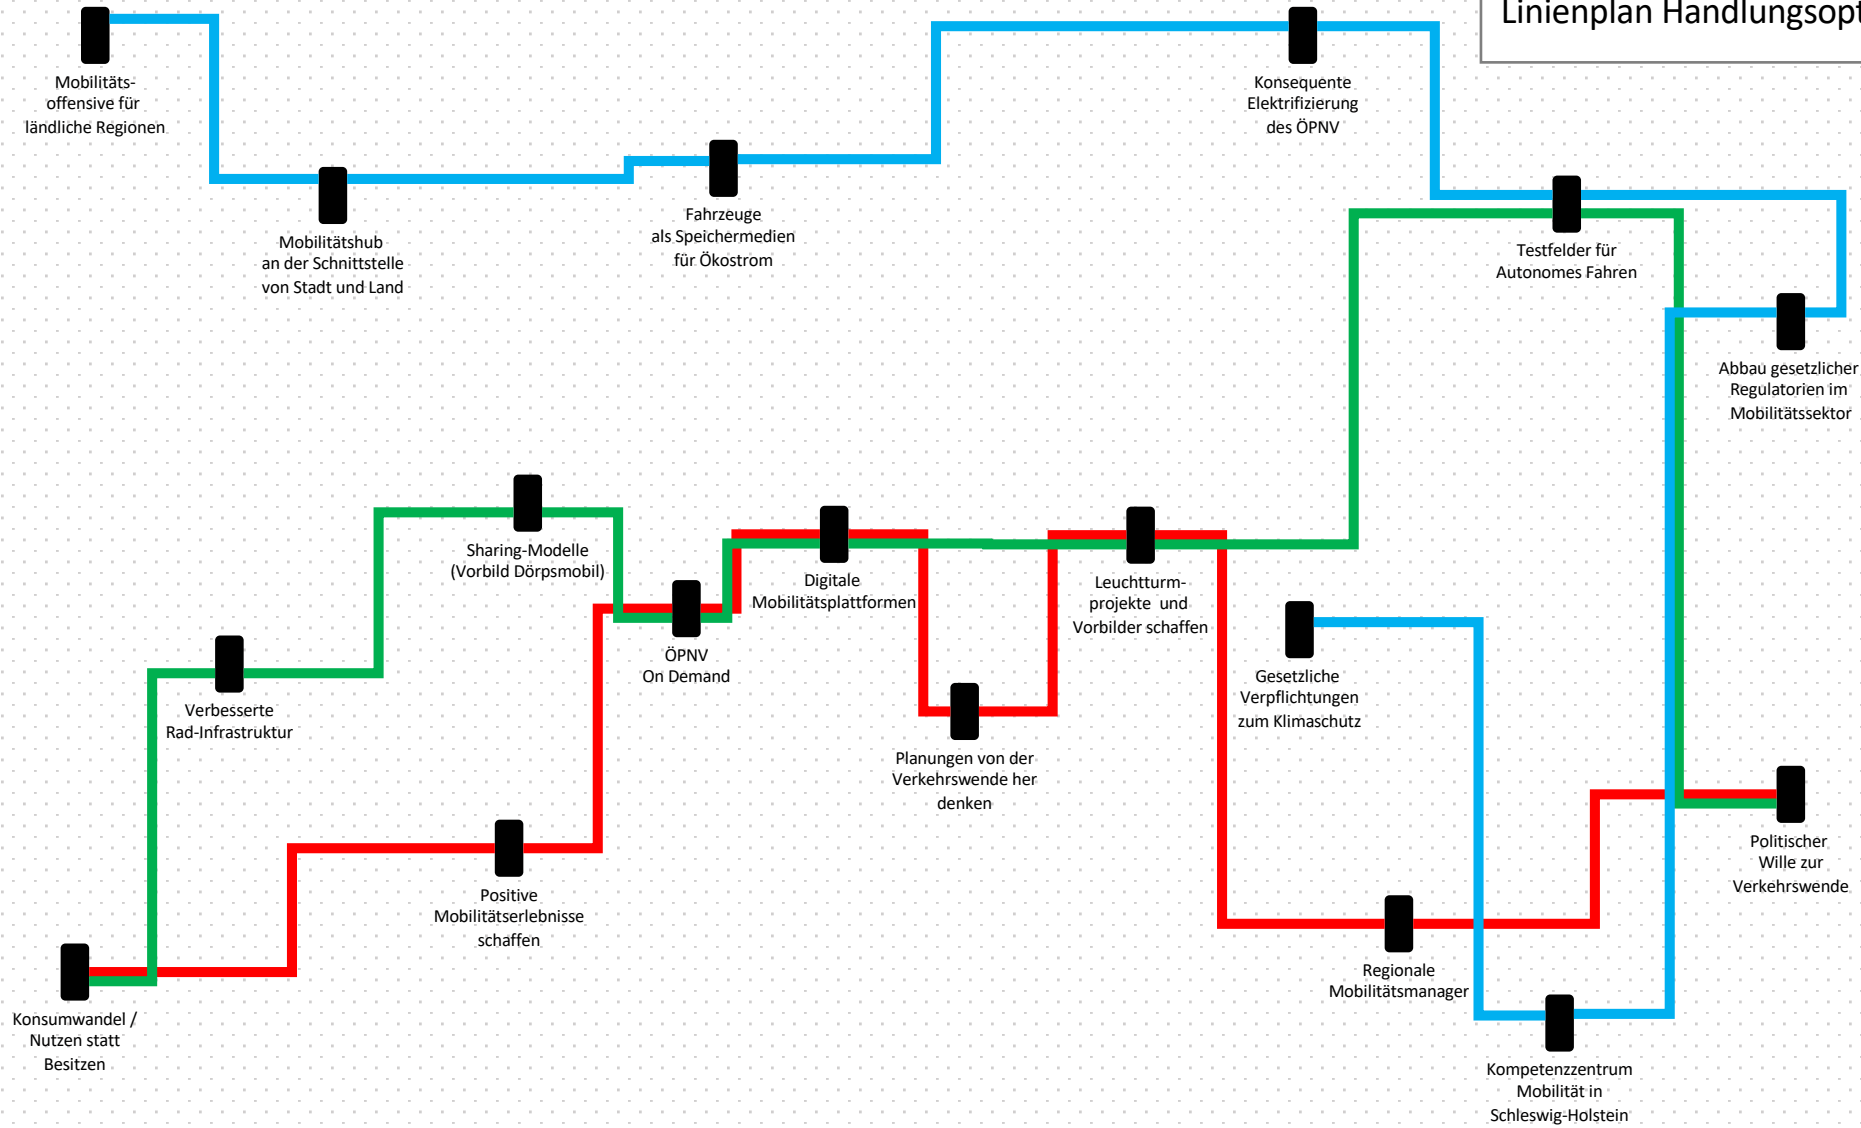 Linienplan Handlungsopt
Mobilitäts-
offensive für
ländliche Regionen
Konsequente
Elektrifizierung
des ÖPNV
Mobilitätshub
an der Schnittstelle
von Stadt und Land
Fahrzeuge
als Speichermedien
für Ökostrom
Testfelder für
Autonomes Fahren
Abbau gesetzlicher
Regulatorien im
Mobilitätssektor
Sharing-Modelle
(Vorbild Dörpsmobil)
Digitale
Mobilitätsplattformen
Leuchtturm-
projekte und
Vorbilder schaffen
ÖPNV
On Demand
Gesetzliche
Verpflichtungen
zum Klimaschutz
Verbesserte
Rad-Infrastruktur
Planungen von der
Verkehrswende her
denken
Politischer
Wille zur
Verkehrswende
Positive
Mobilitätserlebnisse
schaffen
Regionale
Mobilitätsmanager
Konsumwandel /
Nutzen statt
Besitzen
Kompetenzzentrum
Mobilität in
Schleswig-Holstein